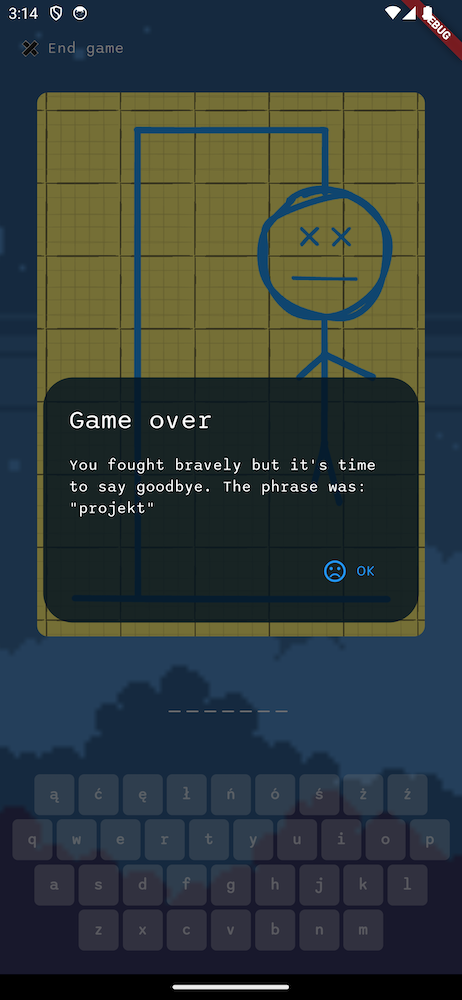 3:14
DEBUG
End game
Game over
You fought bravely but it's time
to say goodbye. The phrase was:
"projekt"
OK
_ _ _ _ _ _ _
ą ć ę ł ń ó ś ż ź
q w e r t y u i o p
a s d f g h j k l
z x c v b n m